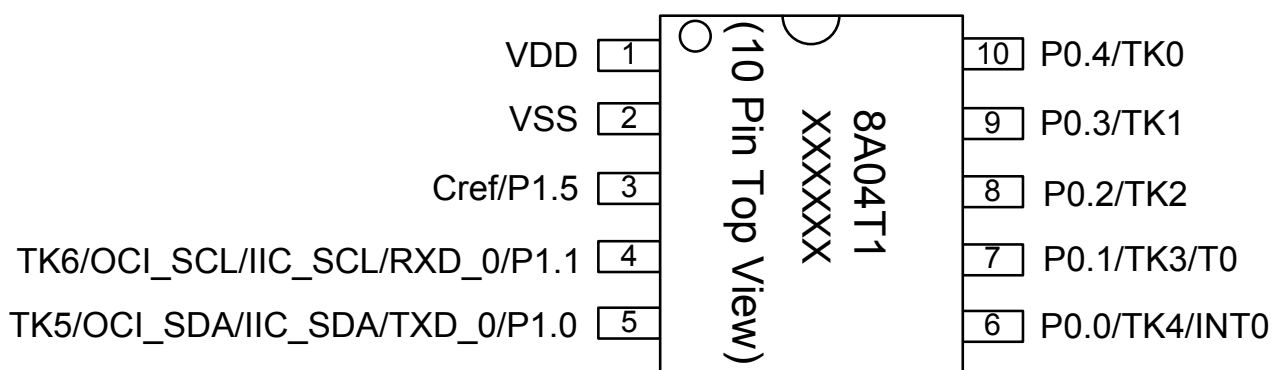 VDD 1
VSS 2
Cref/P1.5 3
TK6/OCI_SCL/IIC_SCL/RXD_0/P1.1 4
TK5/OCI_SDA/IIC_SDA/TXD_0/P1.0 5
(10 Pin Top View)
XXXXXX
8A04T1
10 P0.4/TK0
9 P0.3/TK1
8 P0.2/TK2
7 P0.1/TK3/T0
6 P0.0/TK4/INT0